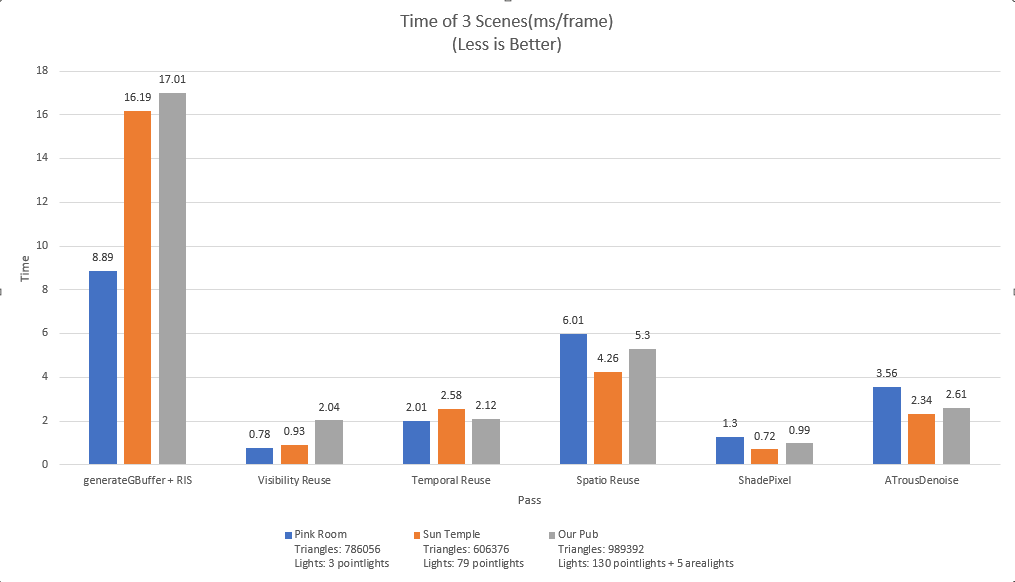 Time of 3 Scenes(ms/frame)
(Less is Better)
18
16
14
12
10
8
6
4
2
0
Time
8.89
16.19
17.01
0.78
0.93
2.04
2.01
2.58
2.12
6.01
4.26
5.3
1.3
0.72
0.99
3.56
2.34
2.61
generateGBuffer + RIS
Visibility Reuse
Temporal Reuse
Spatio Reuse
ShadePixel
ATrousDenoise
Pass
Pink Room
Triangles: 786056
Lights: 3 pointlights
Sun Temple
Triangles: 606376
Lights: 79 pointlights
Our Pub
Triangles: 989392
Lights: 130 pointlights + 5 arealights